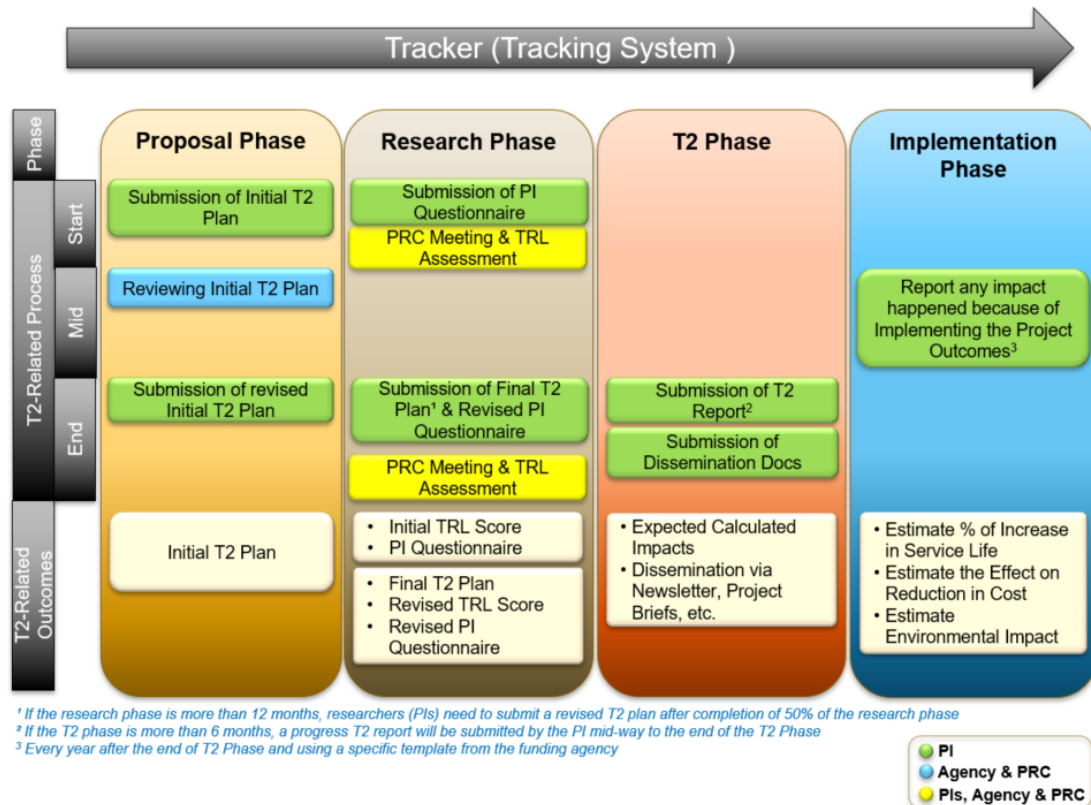 Tracker (Tracking System )
Phase
Proposal Phase
Research Phase
T2 Phase
Implementation
Phase
T2-Related Process
Start
Submission of Initial T2
Plan
Submission of PI
Questionnaire
PRC Meeting & TRL
Assessment
Mid
Reviewing Initial T2 Plan
Report any impact
happened because of
Implementing the Project
Outcomes³
End
Submission of revised
Initial T2 Plan
Submission of Final T2
Plan¹ & Revised PI
Questionnaire
PRC Meeting & TRL
Assessment
Submission of T2
Report²
Submission of
Dissemination Docs
T2-Related
Outcomes
Initial T2 Plan
• Initial TRL Score
• PI Questionnaire
• Final T2 Plan
• Revised TRL Score
• Revised PI
Questionnaire
• Expected Calculated
Impacts
• Dissemination via
Newsletter, Project
Briefs, etc.
• Estimate % of Increase
in Service Life
• Estimate the Effect on
Reduction in Cost
• Estimate
Environmental Impact
¹ If the research phase is more than 12 months, researchers (PIs) need to submit a revised T2 plan after completion of 50% of the research phase
² If the T2 phase is more than 6 months, a progress T2 report will be submitted by the PI mid-way to the end of the T2 Phase
³ Every year after the end of T2 Phase and using a specific template from the funding agency
PI
Agency & PRC
PIs, Agency & PRC